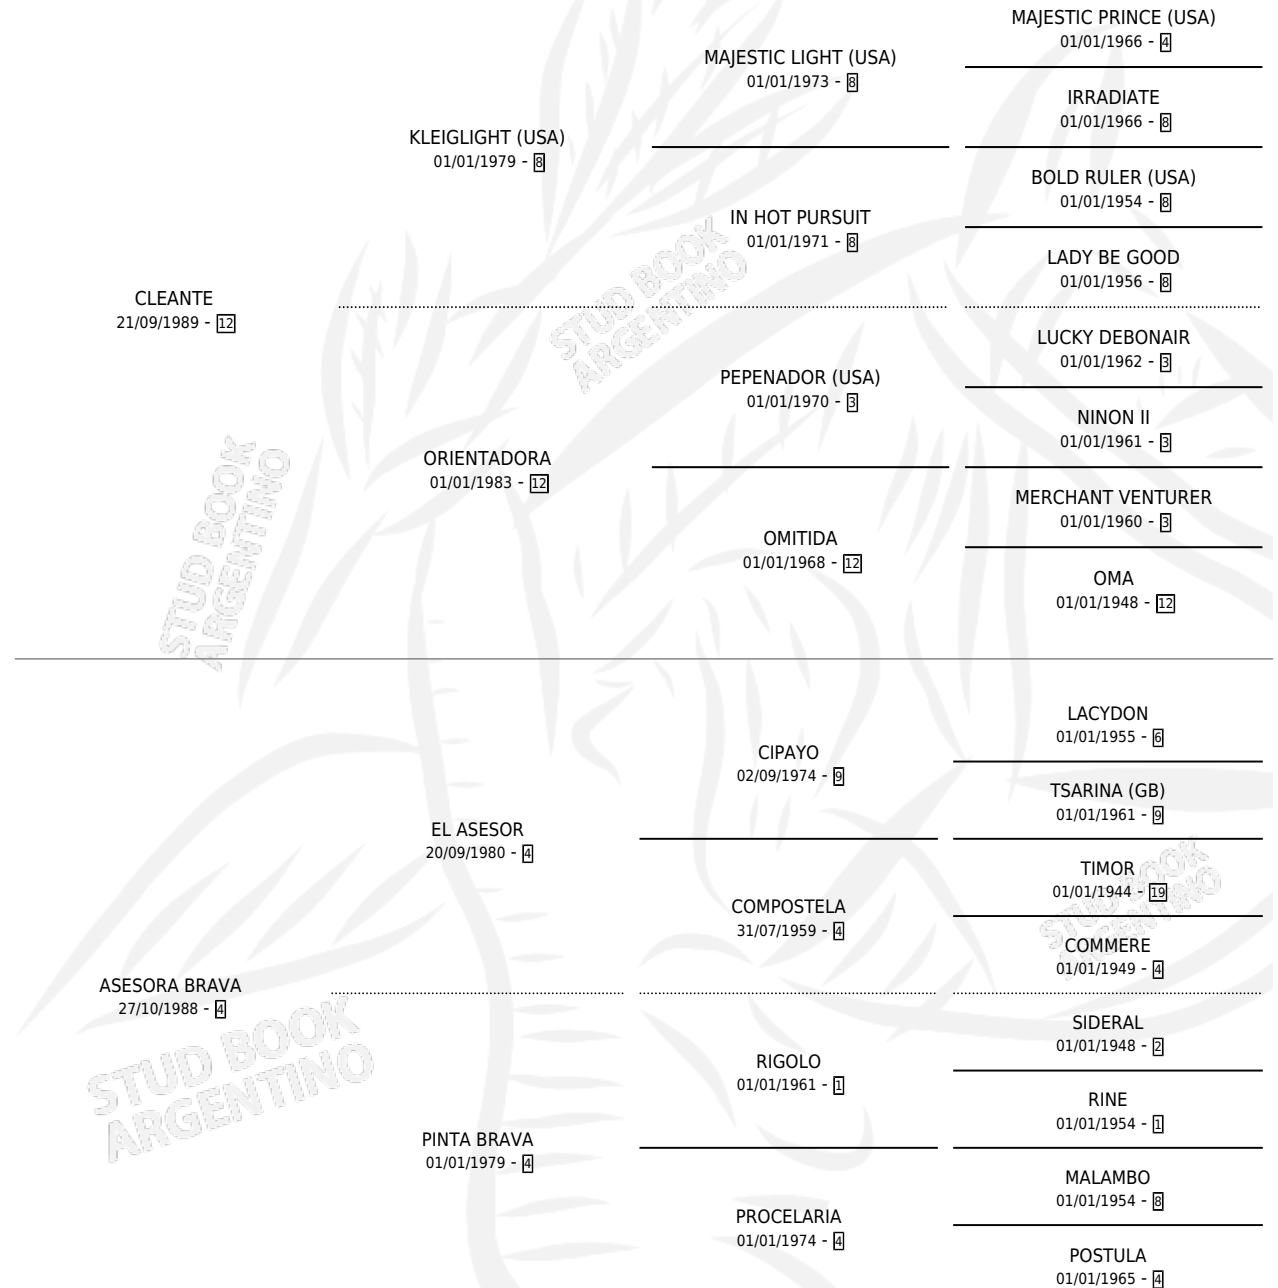 MAJESTIC PRINCE (USA)
01/01/1966 - 4
MAJESTIC LIGHT (USA)
01/01/1973 - 8
IRRADIATE
01/01/1966 - 8
KLEIGLIGHT (USA)
01/01/1979 - 8
BOLD RULER (USA)
01/01/1954 - 8
IN HOT PURSUIT
01/01/1971 - 8
LADY BE GOOD
01/01/1956 - 8
CLEANTE
21/09/1989 - 12
LUCKY DEBONAIR
01/01/1962 - 3
PEPENADOR (USA)
01/01/1970 - 3
NINON II
01/01/1961 - 3
ORIENTADORA
01/01/1983 - 12
MERCHANT VENTURER
01/01/1960 - 3
OMITIDA
01/01/1968 - 12
OMA
01/01/1948 - 12
LACYDON
01/01/1955 - 6
CIPAYO
02/09/1974 - 9
TSARINA (GB)
01/01/1961 - 9
EL ASESOR
20/09/1980 - 4
TIMOR
01/01/1944 - 19
COMPOSTELA
31/07/1959 - 4
COMMERE
01/01/1949 - 4
ASESORA BRAVA
27/10/1988 - 4
SIDERAL
01/01/1948 - 2
RIGOLO
01/01/1961 - 1
RINE
01/01/1954 - 1
PINTA BRAVA
01/01/1979 - 4
MALAMBO
01/01/1954 - 8
PROCELARIA
01/01/1974 - 4
POSTULA
01/01/1965 - 4
STUD BOOK
ARGENTINO
STUD BOOK
ARGENTINO
STUD BOOK
ARGENTINO
STUD BOOK
ARGENTINO